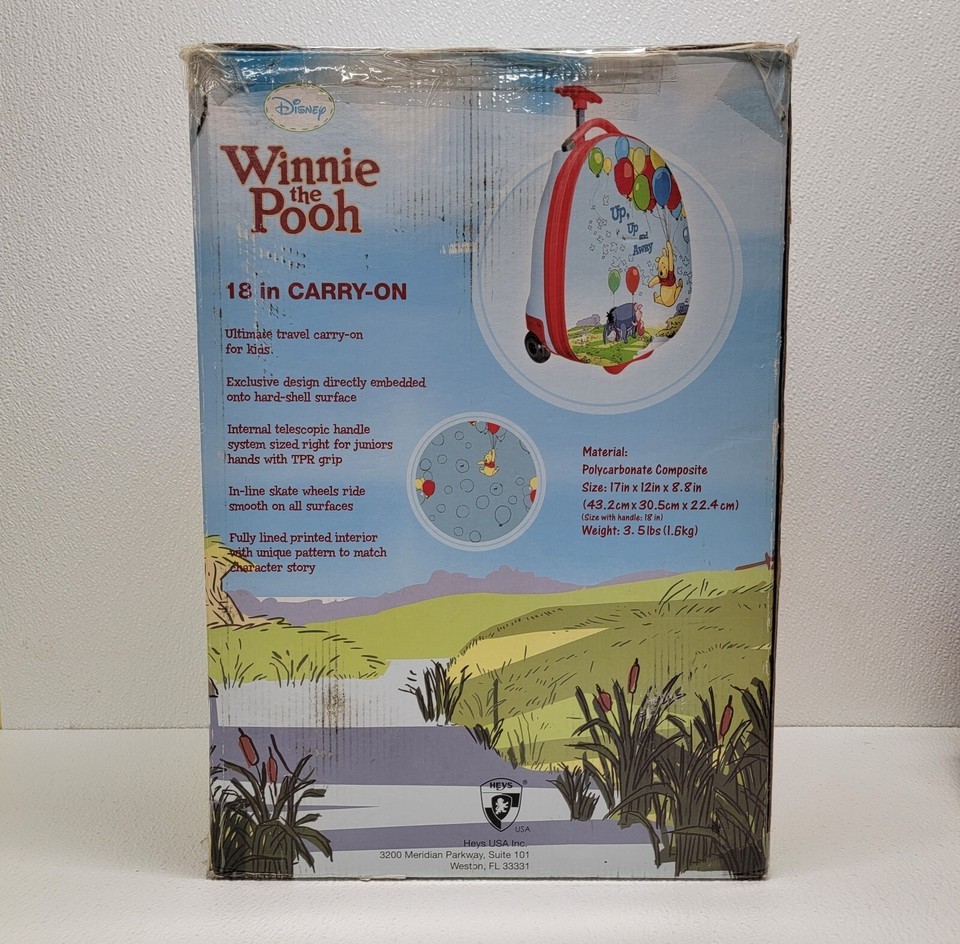 Disney
Winnie
the
Pooh
18 in CARRY-ON
Ultimate travel carry-on
for kids.
Exclusive design directly embedded
onto hard-shell surface
Internal telescopic handle
system sized right for juniors
hands with TPR grip
In-line skate wheels ride
smooth on all surfaces
Fully lined printed interior
with unique pattern to match
character story
Up,
Up
and
Away
Material:
Polycarbonate Composite
Size: 17in x 12in x 8.8in
(43.2cm x 30.5cm x 22.4cm)
(Size with handle: 18 in)
Weight: 3.5lbs (1.6kg)
HEYS
®
USA
Heys USA Inc.
3200 Meridian Parkway, Suite 101
Weston, FL 33331